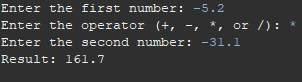 Enter the first number: -5.2
Enter the operator (+, -, *, or /): *
Enter the second number: -31.1
Result: 161.7